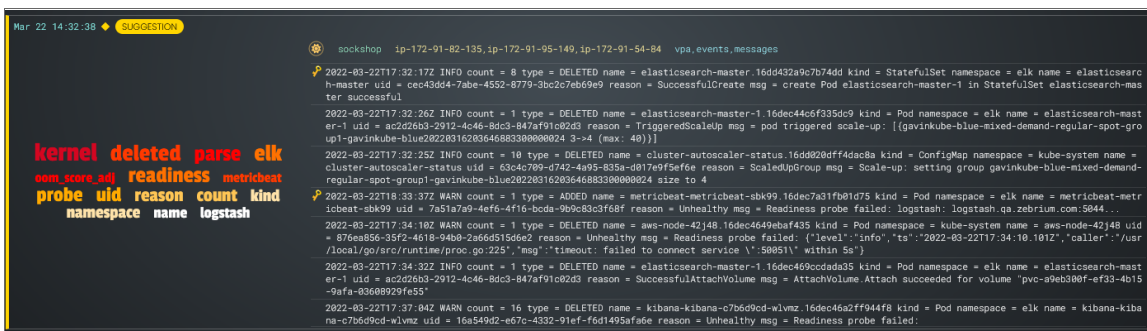 Mar 22 14:32:38 SUGGESTION
sockshop ip-172-91-82-135,ip-172-91-95-149,ip-172-91-54-84 vpa,events,messages
kernel deleted parse elk
oom_score_adj readiness metricbeat
probe uid reason count kind
namespace name logstash
2022-03-22T17:32:17Z INFO count = 8 type = DELETED name = elasticsearch-master.16dd432a9c7b74dd kind = StatefulSet namespace = elk name = elasticsearc
h-master uid = cec43dd4-7abe-4552-8779-3bc2c7eb69e9 reason = SuccessfulCreate msg = create Pod elasticsearch-master-1 in StatefulSet elasticsearch-mas
ter successful
2022-03-22T17:32:26Z INFO count = 1 type = DELETED name = elasticsearch-master-1.16dec44c6f335dc9 kind = Pod namespace = elk name = elasticsearch-mast
er-1 uid = ac2d26b3-2912-4c46-8dc3-847af91c02d3 reason = TriggeredScaleUp msg = pod triggered scale-up: [{gavinkube-blue-mixed-demand-regular-spot-gro
up1-gavinkube-blue20220316203646883300000024 3->4 (max: 40)}]
2022-03-22T17:32:25Z INFO count = 10 type = DELETED name = cluster-autoscaler-status.16dd020dff4dac8a kind = ConfigMap namespace = kube-system name =
cluster-autoscaler-status uid = 63c4c709-d742-4a95-835a-d017e9f5ef6e reason = ScaledUpGroup msg = Scale-up: setting group gavinkube-blue-mixed-demand-
regular-spot-group1-gavinkube-blue20220316203646883300000024 size to 4
2022-03-22T18:33:37Z WARN count = 1 type = ADDED name = metricbeat-metricbeat-sbk99.16dec7a31fb01d75 kind = Pod namespace = elk name = metricbeat-metr
icbeat-sbk99 uid = 7a51a7a9-4ef6-4f16-bcda-9b9c83c3f68f reason = Unhealthy msg = Readiness probe failed: logstash: logstash.qa.zebrium.com:5044...
2022-03-22T17:34:10Z WARN count = 1 type = DELETED name = aws-node-42j48.16dec4649ebaf435 kind = Pod namespace = kube-system name = aws-node-42j48 uid
= 876ea856-35f2-4618-94b0-2a66d515d6e2 reason = Unhealthy msg = Readiness probe failed: {"level":"info","ts":"2022-03-22T17:34:10.101Z","caller":"/usr
/local/go/src/runtime/proc.go:225","msg":"timeout: failed to connect service \":50051\" within 5s"}
2022-03-22T17:34:32Z INFO count = 1 type = DELETED name = elasticsearch-master-1.16dec469ccdada35 kind = Pod namespace = elk name = elasticsearch-mast
er-1 uid = ac2d26b3-2912-4c46-8dc3-847af91c02d3 reason = SuccessfulAttachVolume msg = AttachVolume.Attach succeeded for volume "pvc-a9eb300f-ef33-4b15
-9afa-03608929fe55"
2022-03-22T17:37:04Z WARN count = 16 type = DELETED name = kibana-kibana-c7b6d9cd-wlvmz.16dec46a2ff944f8 kind = Pod namespace = elk name = kibana-kiba
na-c7b6d9cd-wlvmz uid = 16a549d2-e67c-4332-91ef-f6d1495afa6e reason = Unhealthy msg = Readiness probe failed: